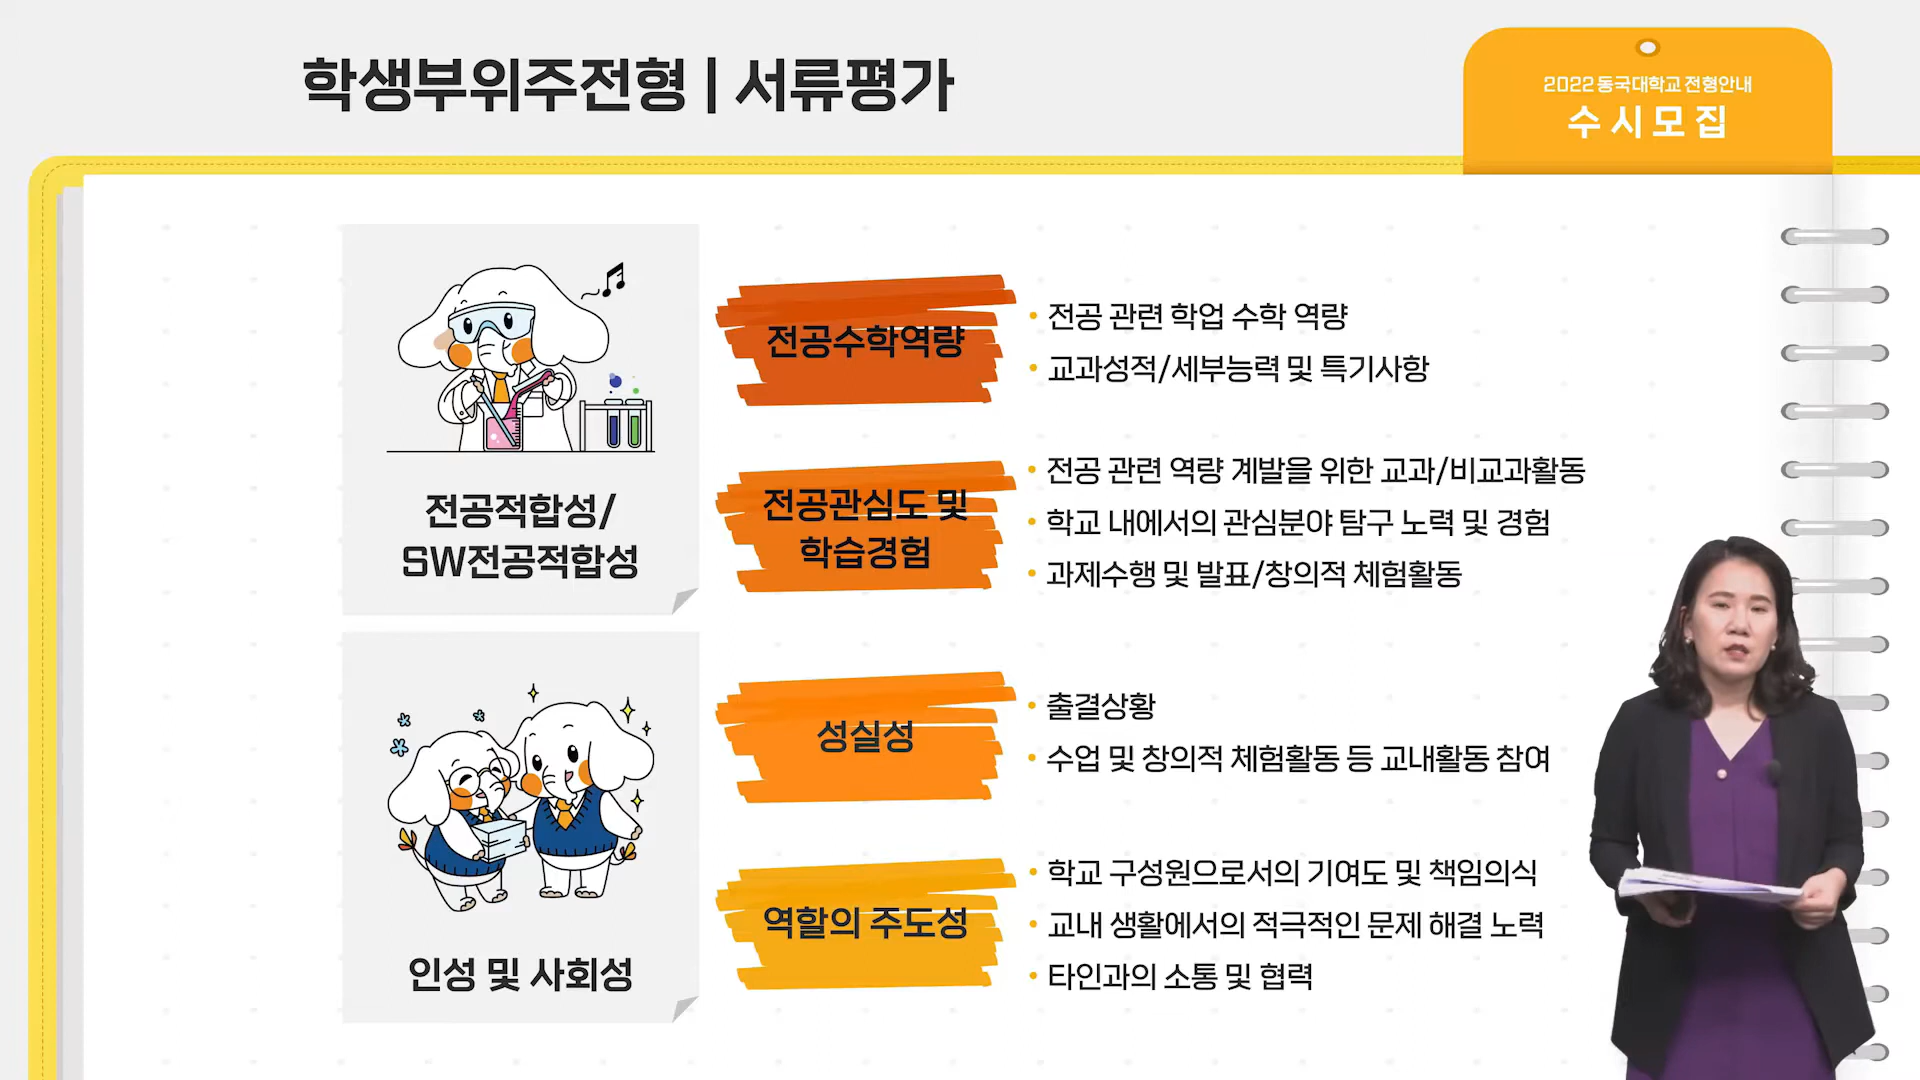 학생부위주전형 | 서류평가
2022 동국대학교 전형안내
수시모집
전공적합성/
SW전공적합성
전공수학역량
• 전공 관련 학업 수학 역량
• 교과성적/세부능력 및 특기사항
전공관심도 및
학습경험
• 전공 관련 역량 계발을 위한 교과/비교과활동
• 학교 내에서의 관심분야 탐구 노력 및 경험
• 과제수행 및 발표/창의적 체험활동
인성 및 사회성
성실성
• 출결상황
• 수업 및 창의적 체험활동 등 교내활동 참여
역할의 주도성
• 학교 구성원으로서의 기여도 및 책임의식
• 교내 생활에서의 적극적인 문제 해결 노력
• 타인과의 소통 및 협력